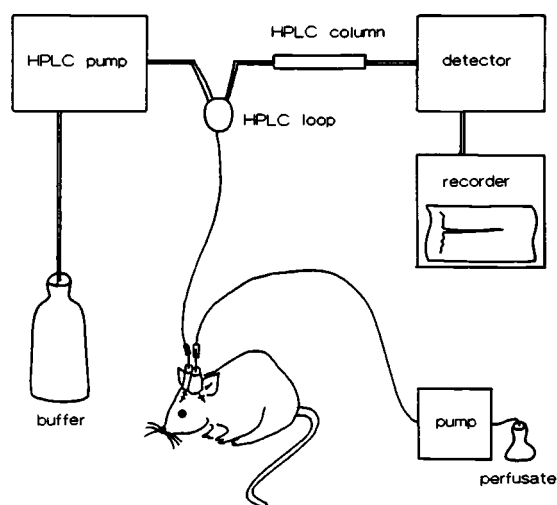 HPLC pump
HPLC column
detector
HPLC loop
recorder
buffer
pump
perfusate